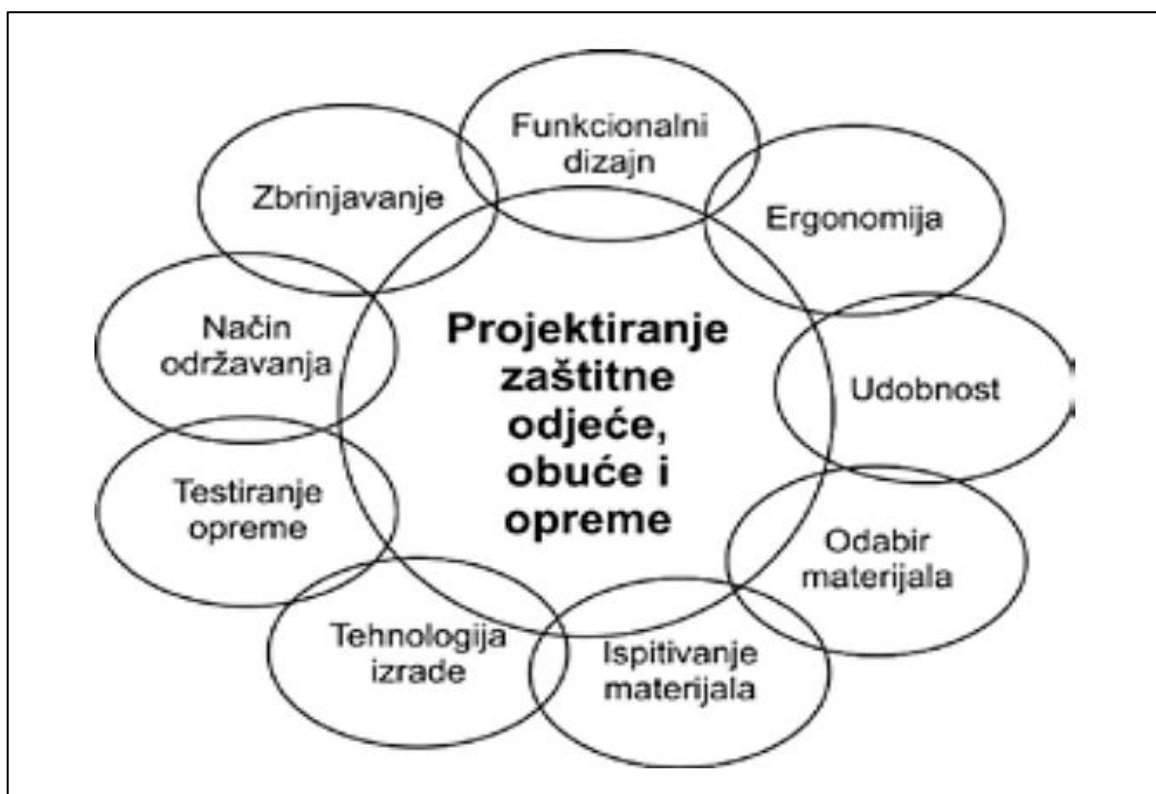 Funkcionalni
dizajn
Zbrinjavanje
Ergonomija
Način
održavanja
Projektiranje
zaštitne
odjeće,
obuće i
opreme
Udobnost
Testiranje
opreme
Odabir
materijala
Tehnologija
izrade
Ispitivanje
materijala